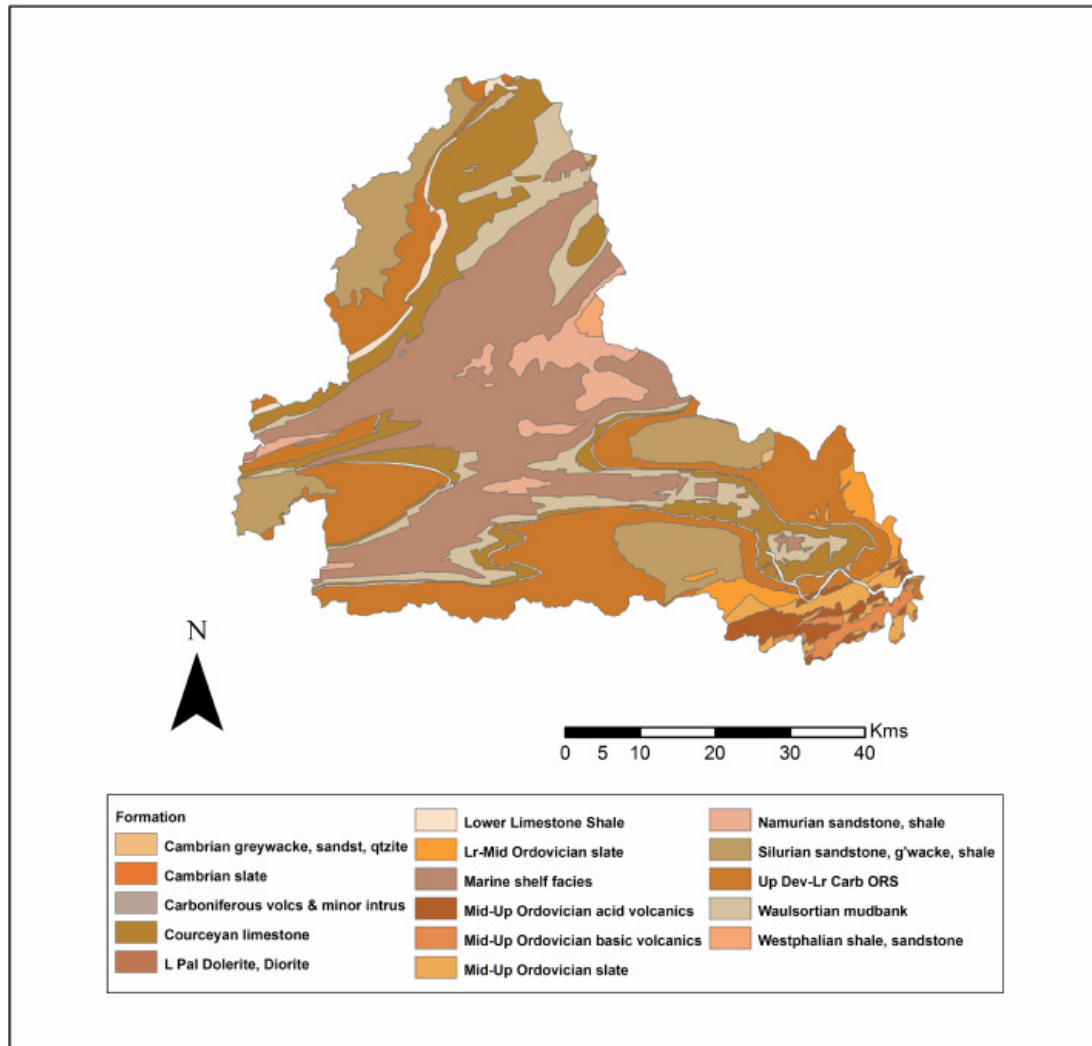 N
Kms
0 5 10 20 30 40
Formation
Cambrian greywacke, sandst, qtzite
Cambrian slate
Carboniferous volcs & minor intrus
Courceyan limestone
L Pal Dolerite, Diorite
Lower Limestone Shale
Lr-Mid Ordovician slate
Marine shelf facies
Mid-Up Ordovician acid volcanics
Mid-Up Ordovician basic volcanics
Mid-Up Ordovician slate
Namurian sandstone, shale
Silurian sandstone, g'wacke, shale
Up Dev-Lr Carb ORS
Waulsortian mudbank
Westphalian shale, sandstone